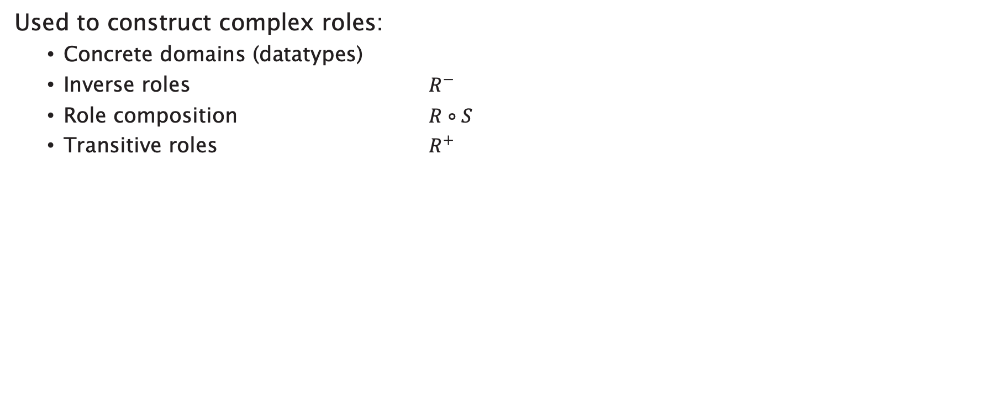 Used to construct complex roles:
• Concrete domains (datatypes)
• Inverse roles R⁻
• Role composition R ∘ S
• Transitive roles R⁺